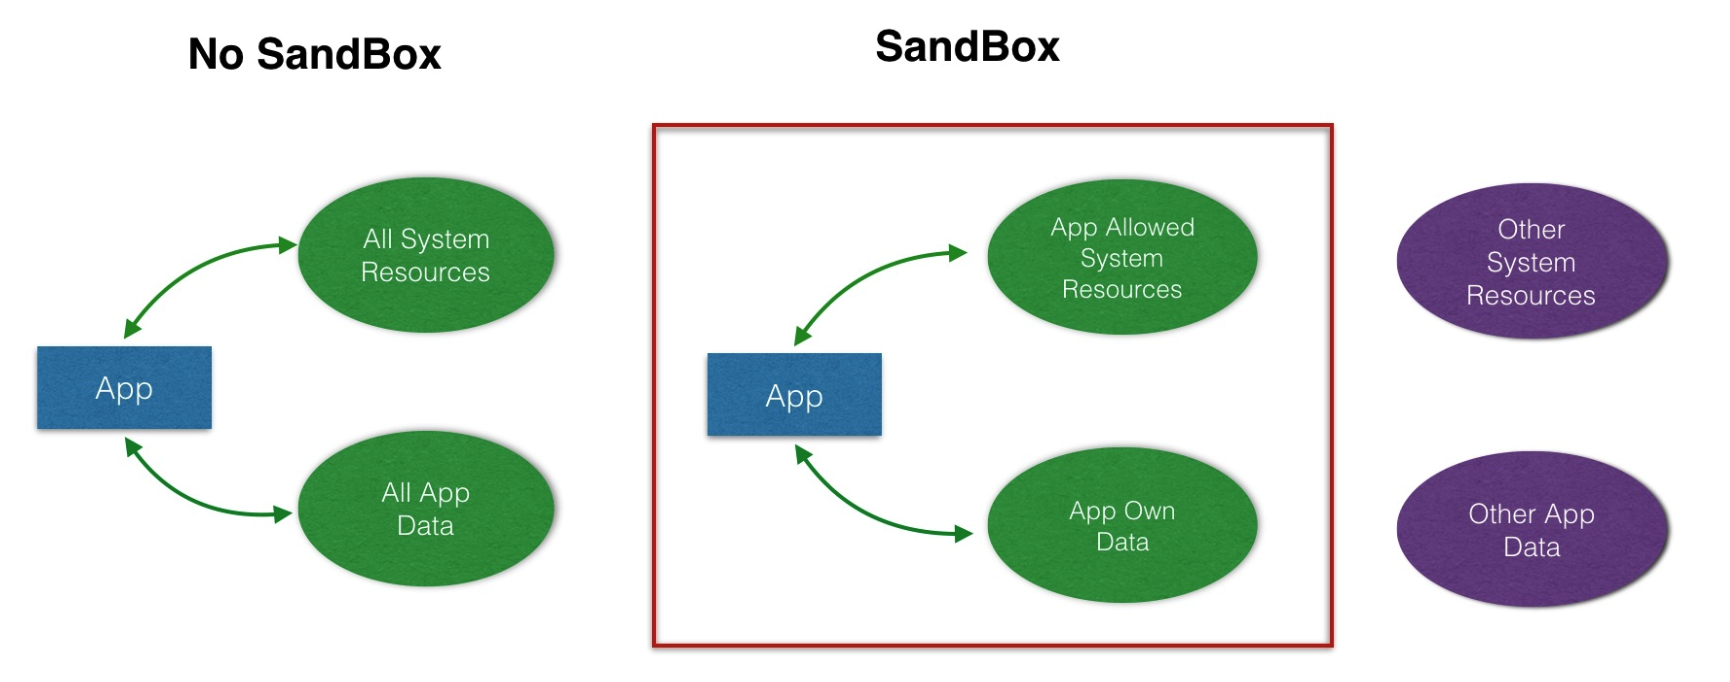 No SandBox
SandBox
All System
Resources
App
All App
Data
App Allowed
System
Resources
App
App Own
Data
Other
System
Resources
Other App
Data